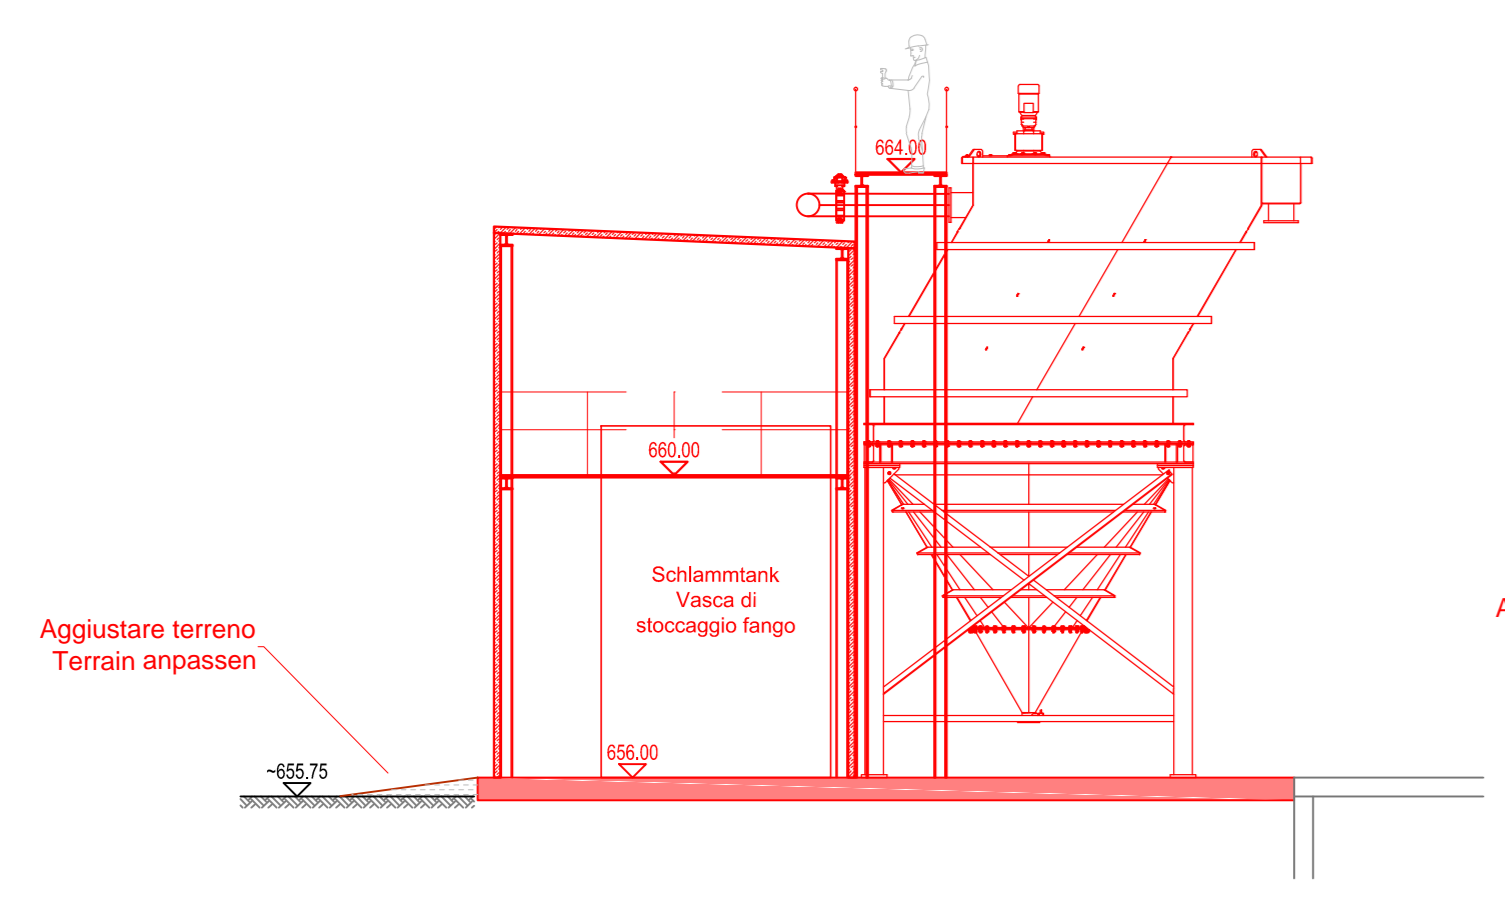 664.00
660.00
Schlammtank
Vasca di
stoccaggio fango
Aggiustare terreno
Terrain anpassen
656.00
~655.75
A